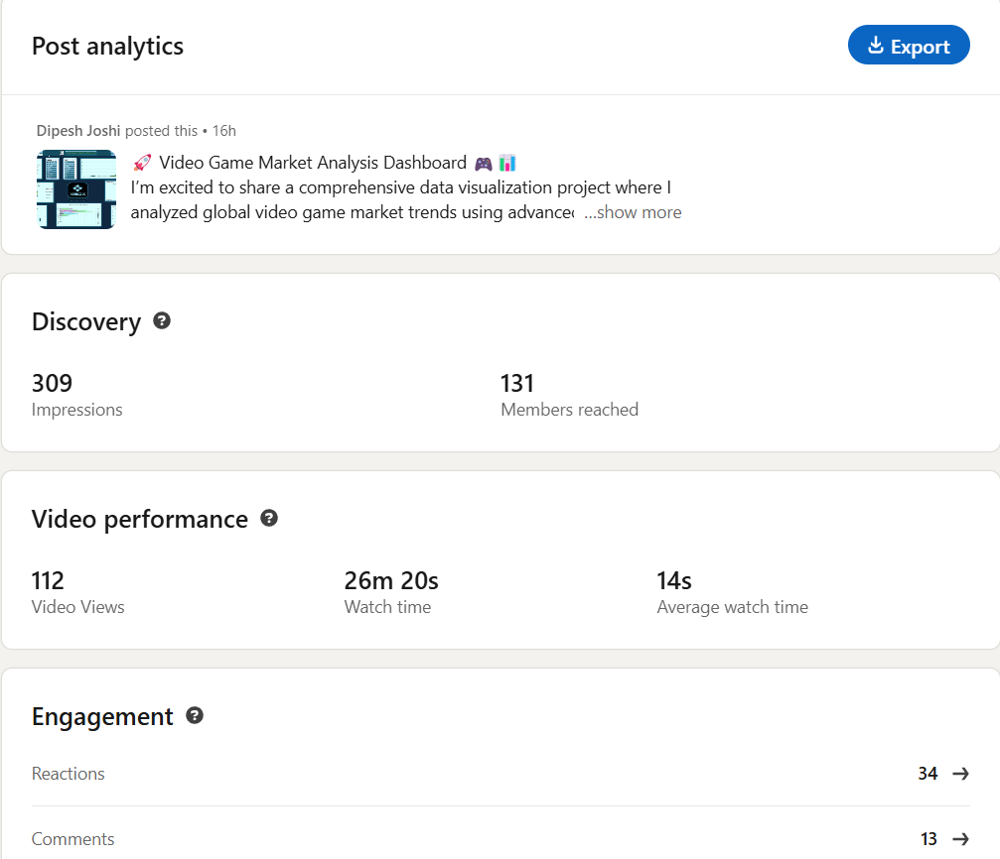 Post analytics
Export
Dipesh Joshi posted this • 16h
🚀 Video Game Market Analysis Dashboard 🎮 📊
I’m excited to share a comprehensive data visualization project where I
analyzed global video game market trends using advanced ...show more
Discovery
309
Impressions
131
Members reached
Video performance
112
Video Views
26m 20s
Watch time
14s
Average watch time
Engagement
Reactions
34
Comments
13